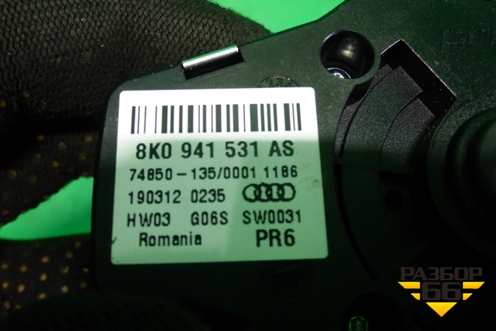 8K0 941 531 AS
74850-135/0001 1186
190312 0235
HW03 G06S SW0031
Romania PR6
РАЗБОР
66